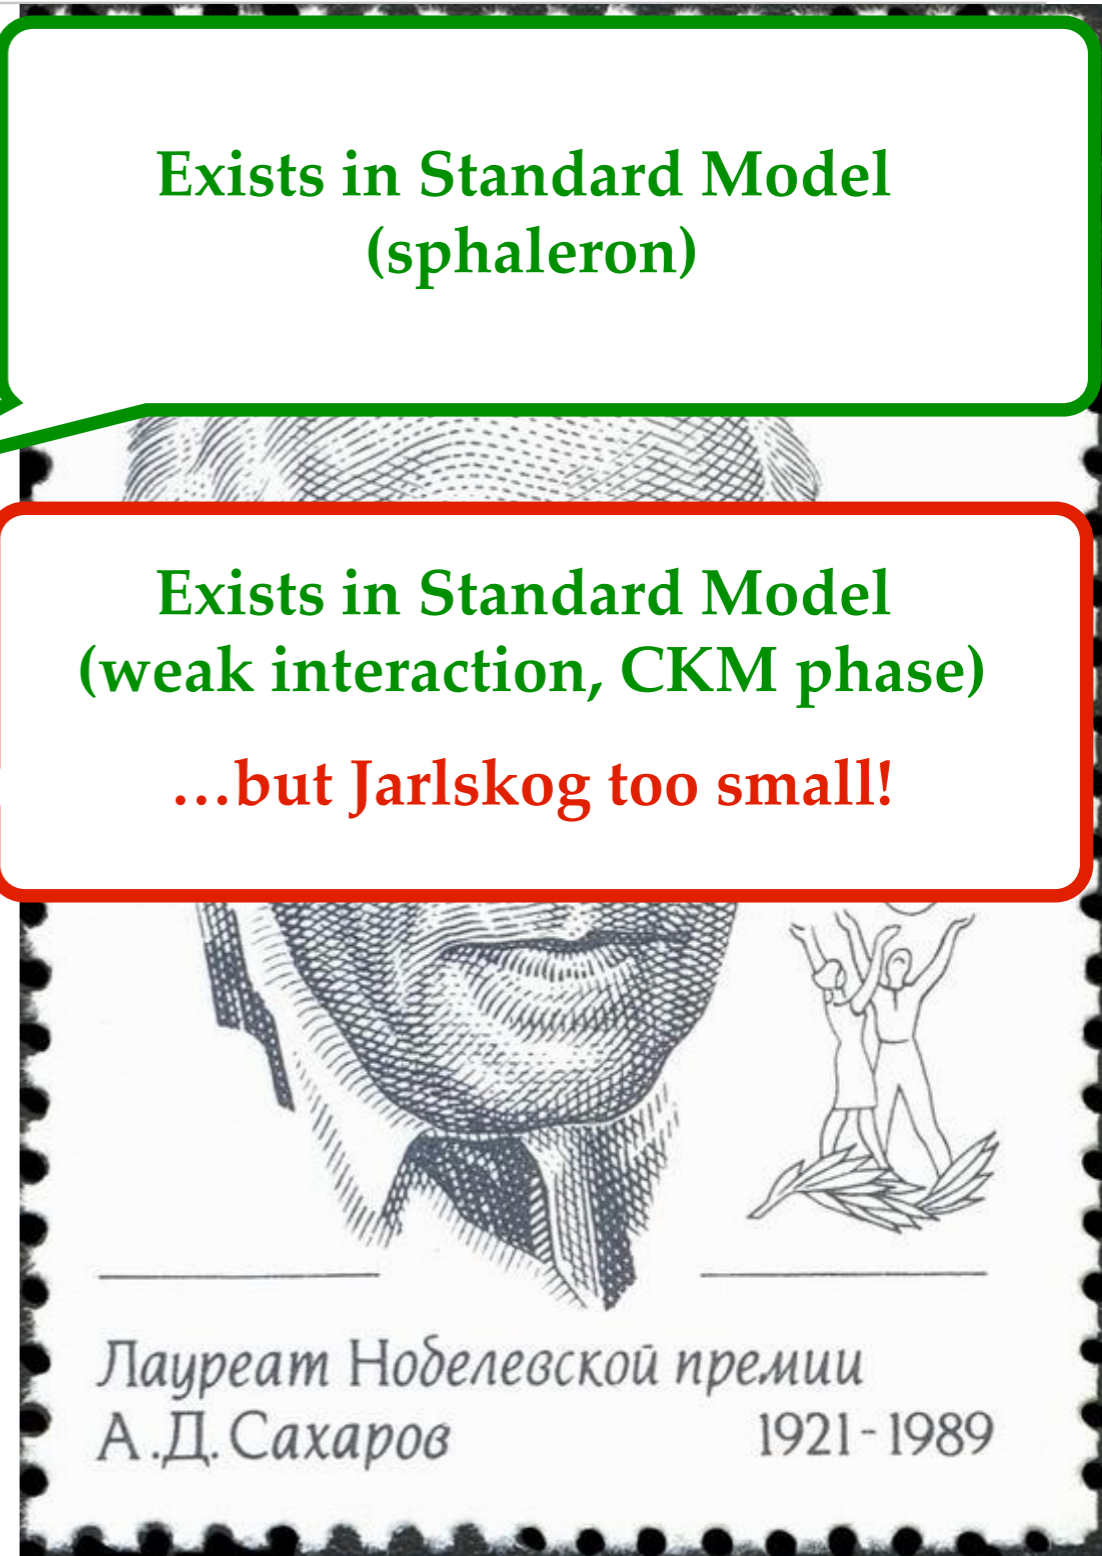 Exists in Standard Model
(sphaleron)
Exists in Standard Model
(weak interaction, CKM phase)
…but Jarlskog too small!
Лауреат Нобелевской премии
А.Д. Сахаров 1921-1989